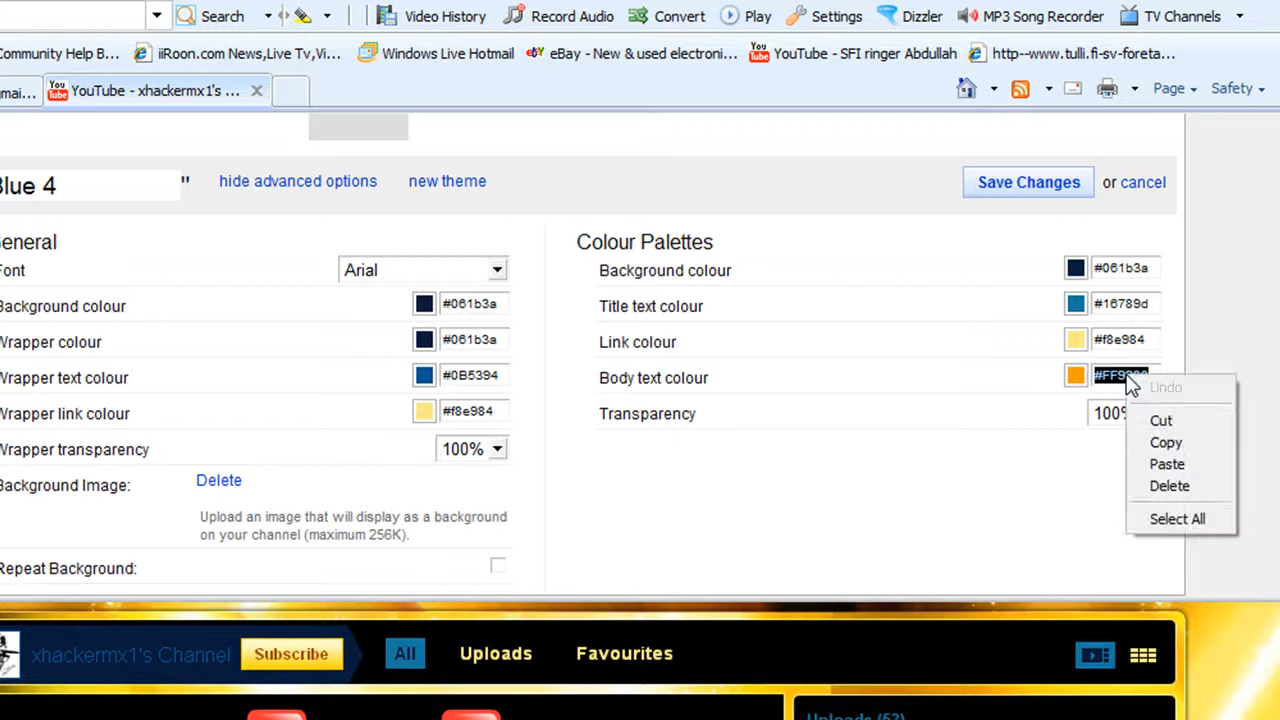 Search Video History Record Audio Convert Play Settings Dizzler MP3 Song Recorder TV Channels
Community Help B... iiRoon.com News,Live Tv,Vi... Windows Live Hotmail eBay - New & used electroni... YouTube - SFI ringer Abdullah http--www.tulli.fi-sv-foreta...
gmai... YouTube - xhackermx1's ... Page Safety
Blue 4 " hide advanced options new theme Save Changes or cancel
General
Font Arial
Background colour #061b3a
Wrapper colour #061b3a
Wrapper text colour #0B5394
Wrapper link colour #f8e984
Wrapper transparency 100%
Background Image: Delete
Upload an image that will display as a background
on your channel (maximum 256K).
Repeat Background:
Colour Palettes
Background colour #061b3a
Title text colour #16789d
Link colour #f8e984
Body text colour
Transparency 100%
Undo
Cut
Copy
Paste
Delete
Select All
xhackermx1's Channel Subscribe All Uploads Favourites
Uploads (52)